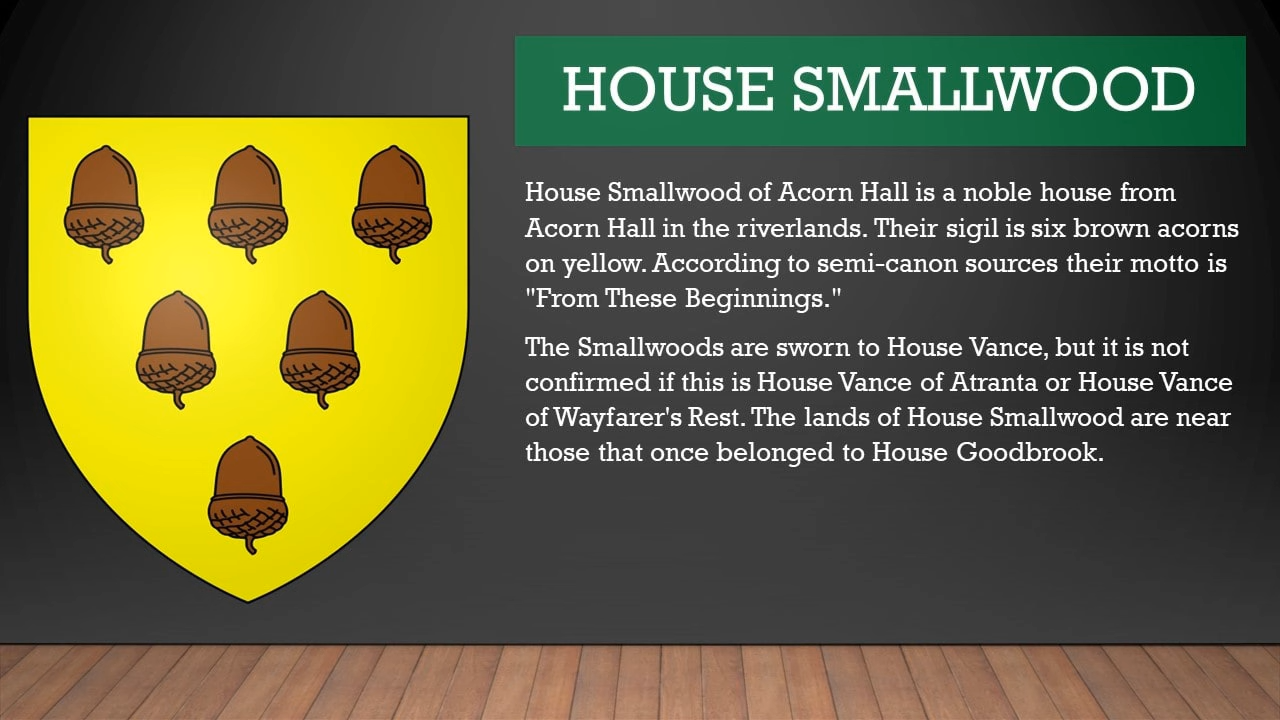 HOUSE SMALLWOOD
House Smallwood of Acorn Hall is a noble house from
Acorn Hall in the riverlands. Their sigil is six brown acorns
on yellow. According to semi-canon sources their motto is
"From These Beginnings."
The Smallwoods are sworn to House Vance, but it is not
confirmed if this is House Vance of Atranta or House Vance
of Wayfarer's Rest. The lands of House Smallwood are near
those that once belonged to House Goodbrook.